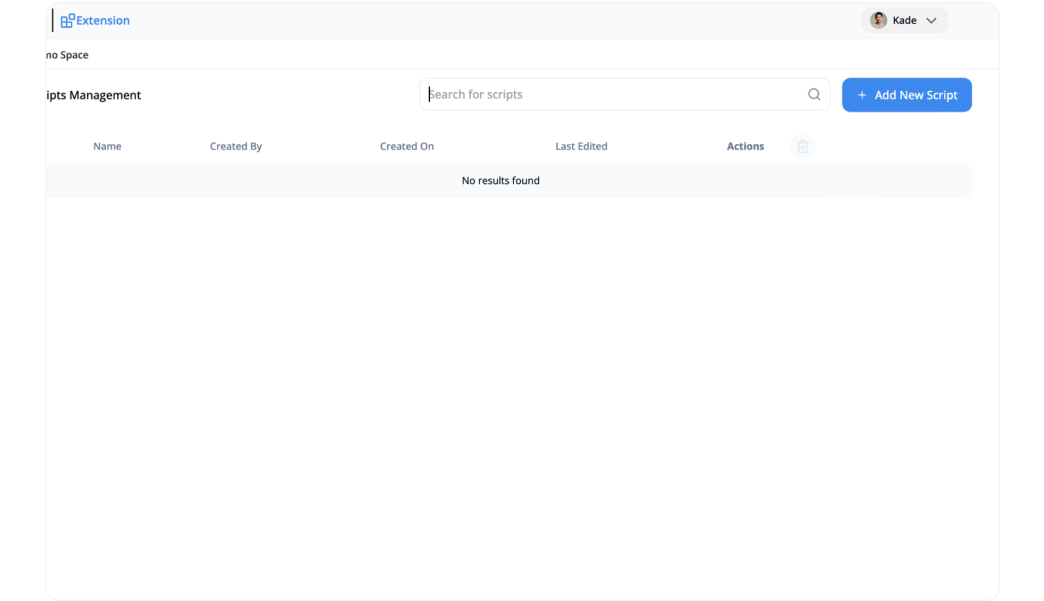 Extension
Kade
mo Space
ipts Management
Search for scripts
+ Add New Script
Name Created By Created On Last Edited Actions
No results found